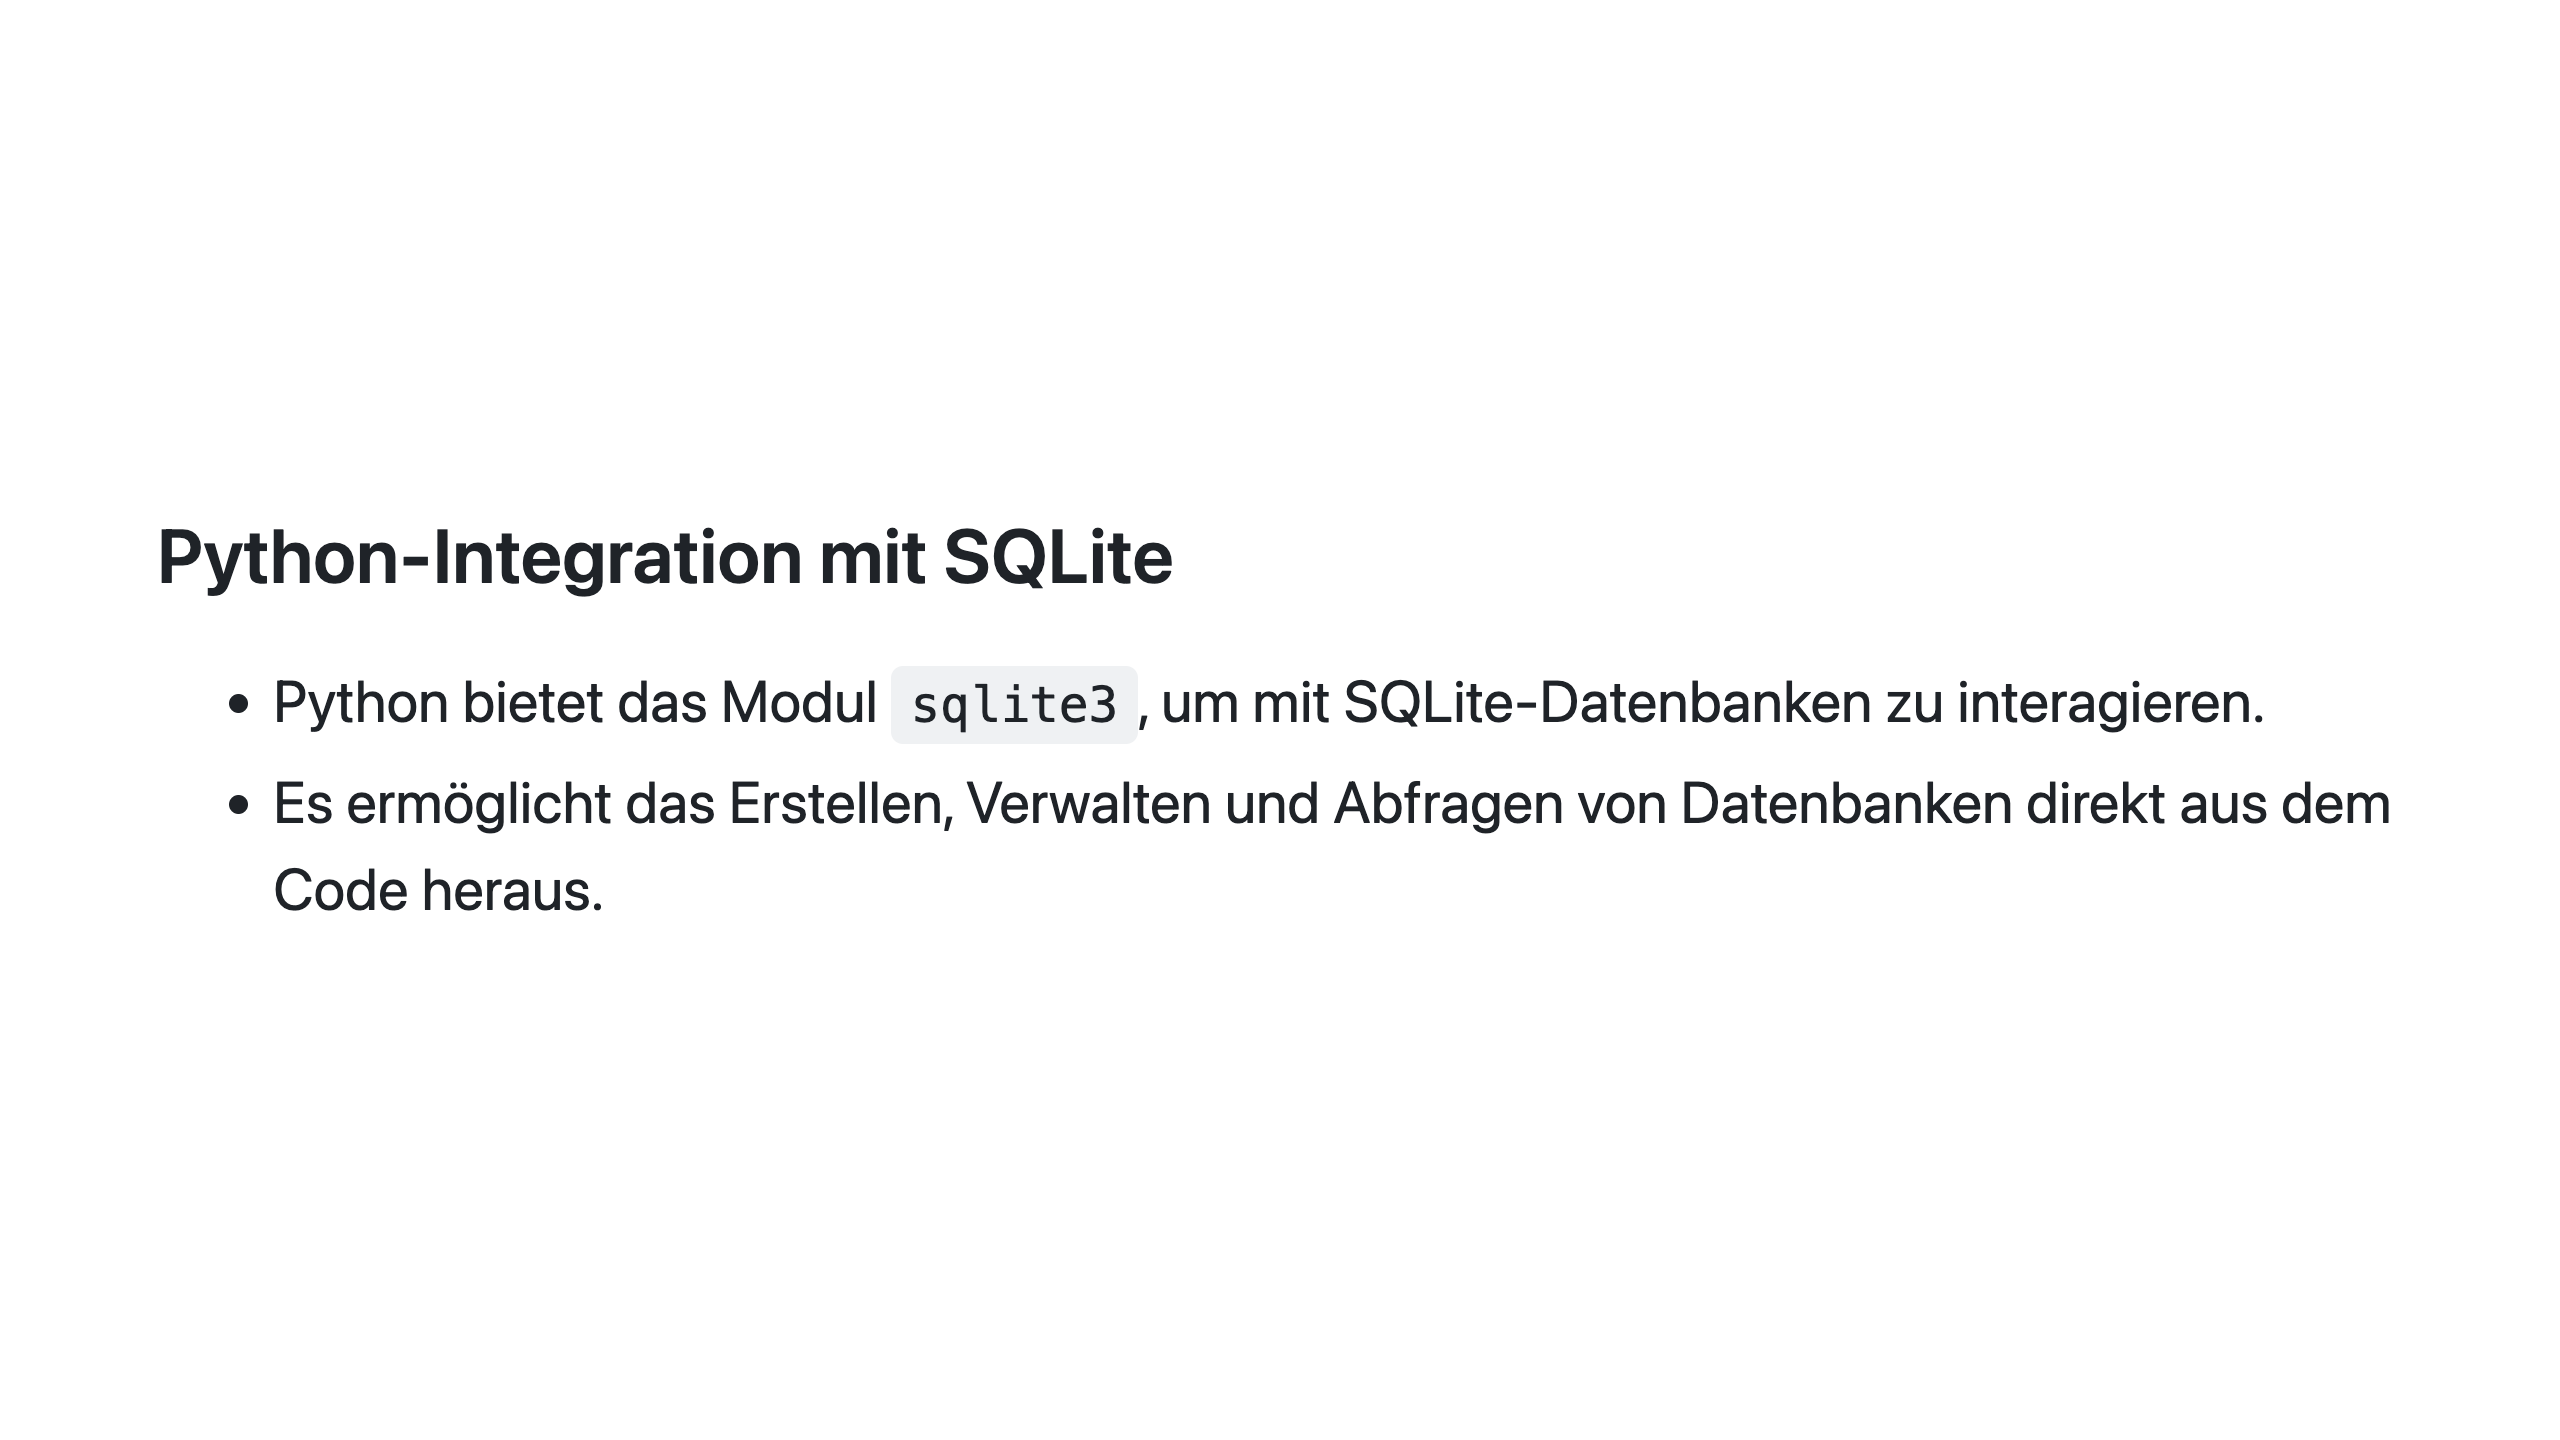 Python-Integration mit SQLite
• Python bietet das Modul sqlite3, um mit SQLite-Datenbanken zu interagieren.
• Es ermöglicht das Erstellen, Verwalten und Abfragen von Datenbanken direkt aus dem
Code heraus.